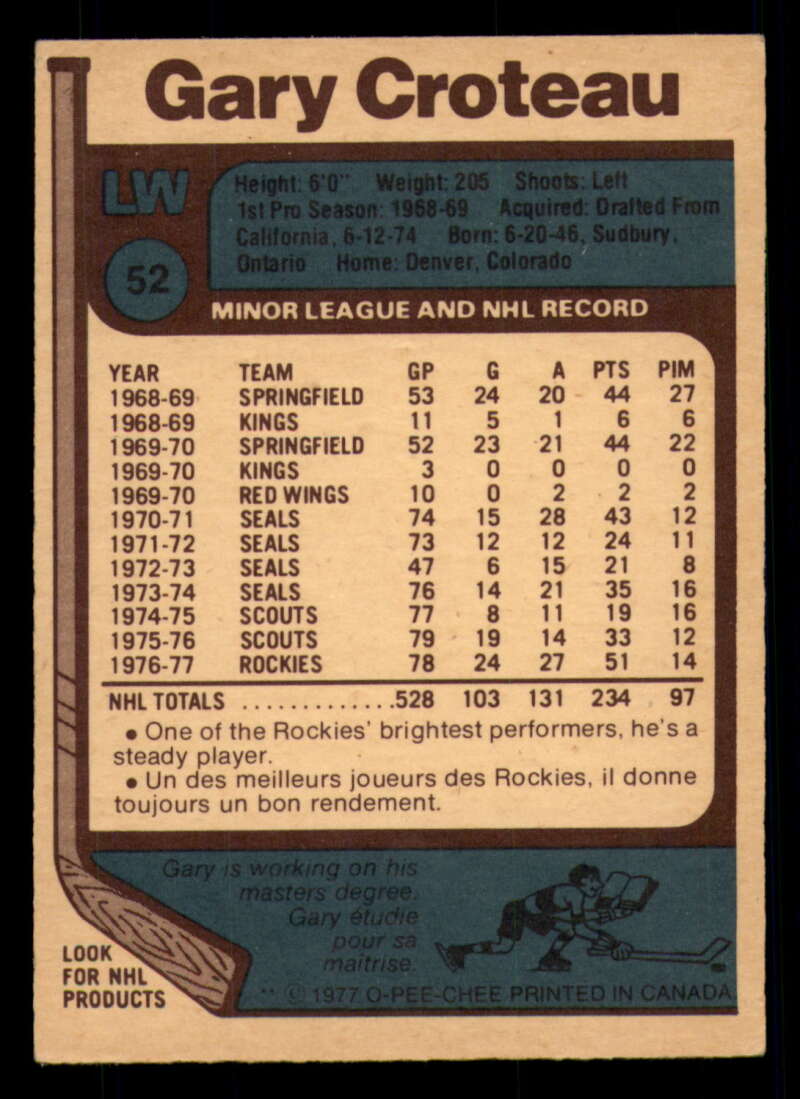 Gary Croteau
LW
Height: 6'0" Weight: 205 Shoots: Left
1st Pro Season: 1968-69 Acquired: Drafted From
California, 6-12-74 Born: 6-20-46, Sudbury,
Ontario Home: Denver, Colorado
52
MINOR LEAGUE AND NHL RECORD
YEAR TEAM GP G A PTS PIM
1968-69 SPRINGFIELD 53 24 20 44 27
1968-69 KINGS 11 5 1 6 6
1969-70 SPRINGFIELD 52 23 21 44 22
1969-70 KINGS 3 0 0 0 0
1969-70 RED WINGS 10 0 2 2 2
1970-71 SEALS 74 15 28 43 12
1971-72 SEALS 73 12 12 24 11
1972-73 SEALS 47 6 15 21 8
1973-74 SEALS 76 14 21 35 16
1974-75 SCOUTS 77 8 11 19 16
1975-76 SCOUTS 79 19 14 33 12
1976-77 ROCKIES 78 24 27 51 14
NHL TOTALS ..............528 103 131 234 97
• One of the Rockies' brightest performers, he's a
steady player.
• Un des meilleurs joueurs des Rockies, il donne
toujours un bon rendement.
Gary is working on his
masters degree.
Gary étudie
pour sa
maitrise.
LOOK
FOR NHL
PRODUCTS
** © 1977 O-PEE-CHEE PRINTED IN CANADA